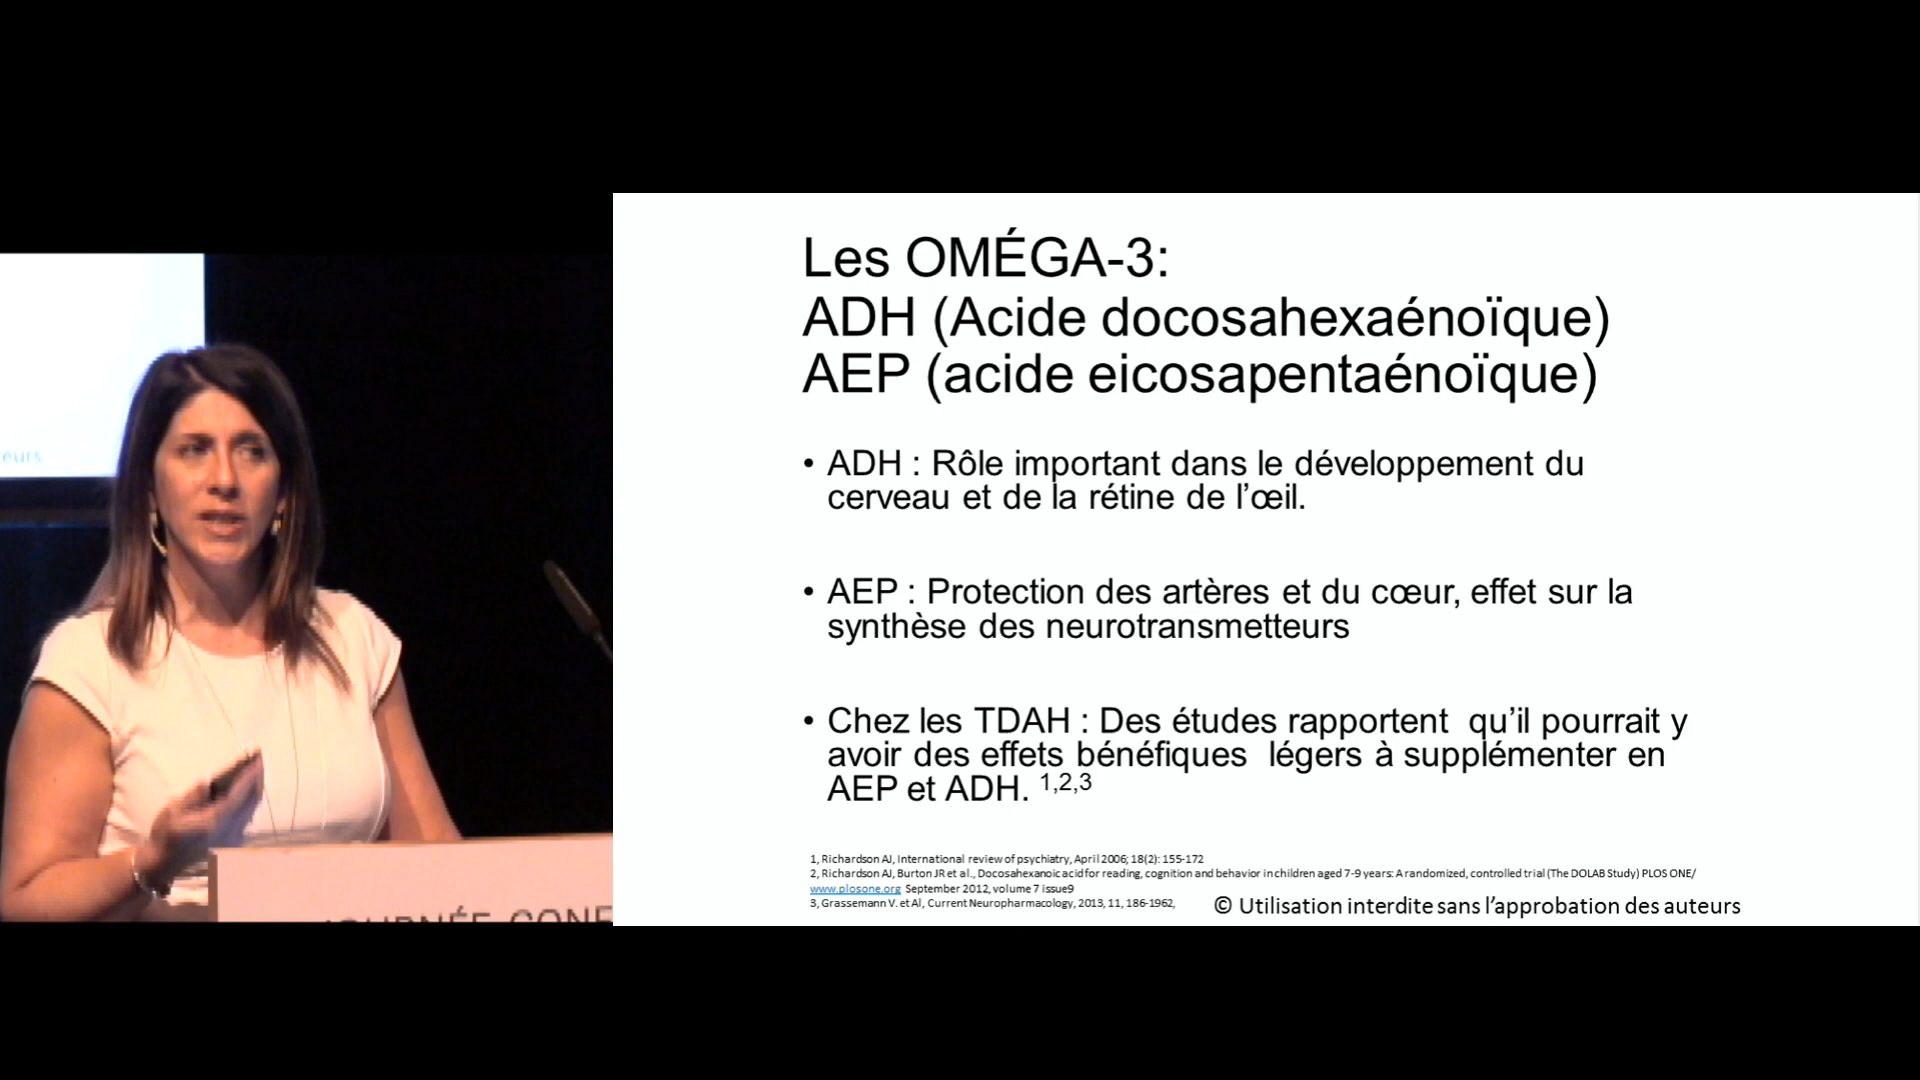 Les OMÉGA-3:
ADH (Acide docosahexaénoïque)
AEP (acide eicosapentaénoïque)
• ADH : Rôle important dans le développement du
cerveau et de la rétine de l’œil.
• AEP : Protection des artères et du cœur, effet sur la
synthèse des neurotransmetteurs
• Chez les TDAH : Des études rapportent qu’il pourrait y
avoir des effets bénéfiques légers à supplémenter en
AEP et ADH. 1,2,3
1, Richardson AJ, International review of psychiatry, April 2006; 18(2): 155-172
2, Richardson AJ, Burton JR et al., Docosahexanoic acid for reading, cognition and behavior in children aged 7-9 years: A randomized, controlled trial (The DOLAB Study) PLOS ONE/
www.plosone.org September 2012, volume 7 issue9
3, Grassemann V. et Al, Current Neuropharmacology, 2013, 11, 186-1962,
© Utilisation interdite sans l’approbation des auteurs
eurs
JOURNÉE CONF